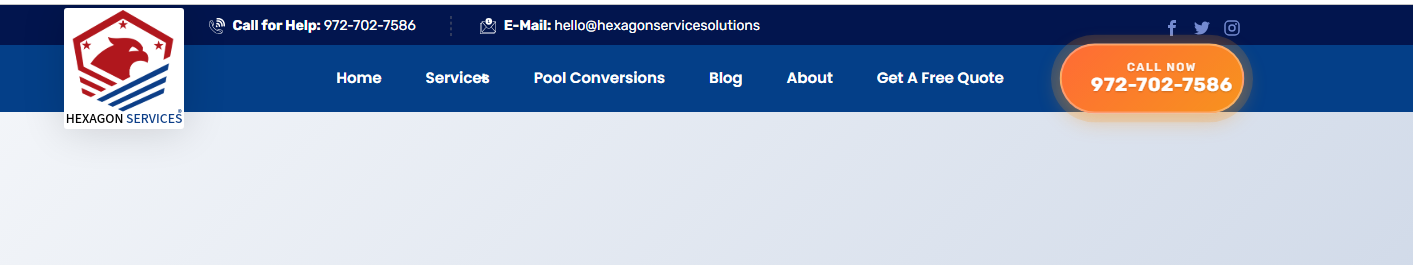 Call for Help: 972-702-7586
E-Mail: hello@hexagonservicesolutions
HEXAGON SERVICES®
Home
Services
Pool Conversions
Blog
About
Get A Free Quote
CALL NOW
972-702-7586